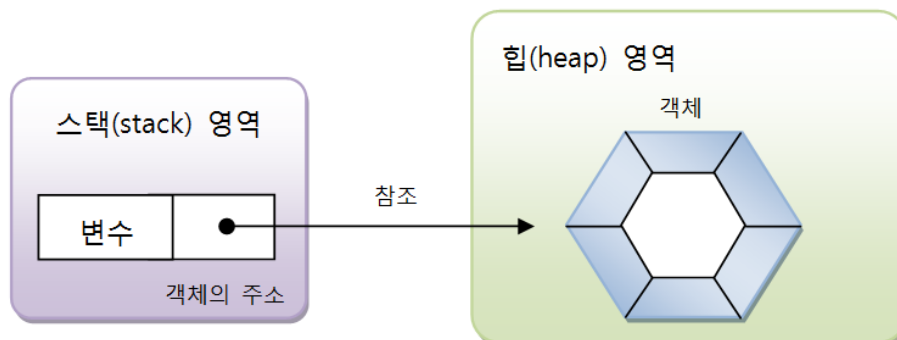 스택(stack) 영역
변수
객체의 주소
참조
힙(heap) 영역
객체